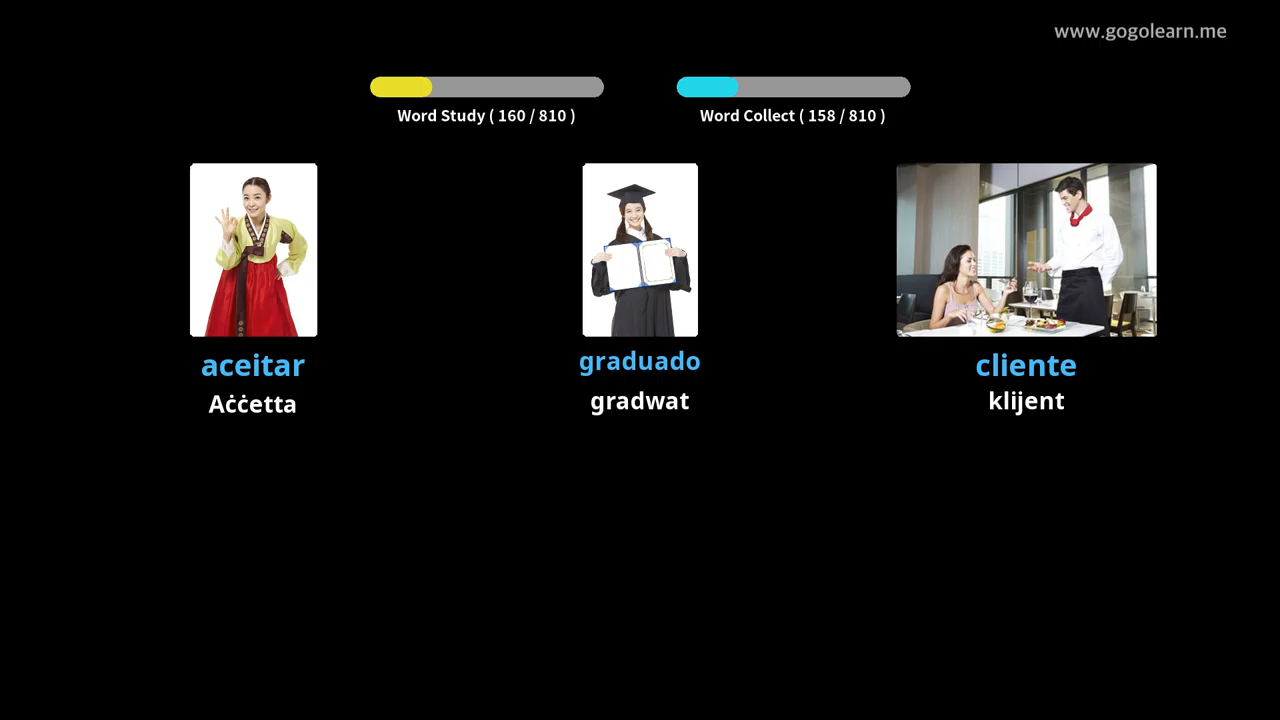 www.gogolearn.me
Word Study ( 160 / 810 )
Word Collect ( 158 / 810 )
aceitar
Aċċetta
graduado
gradwat
cliente
klijent